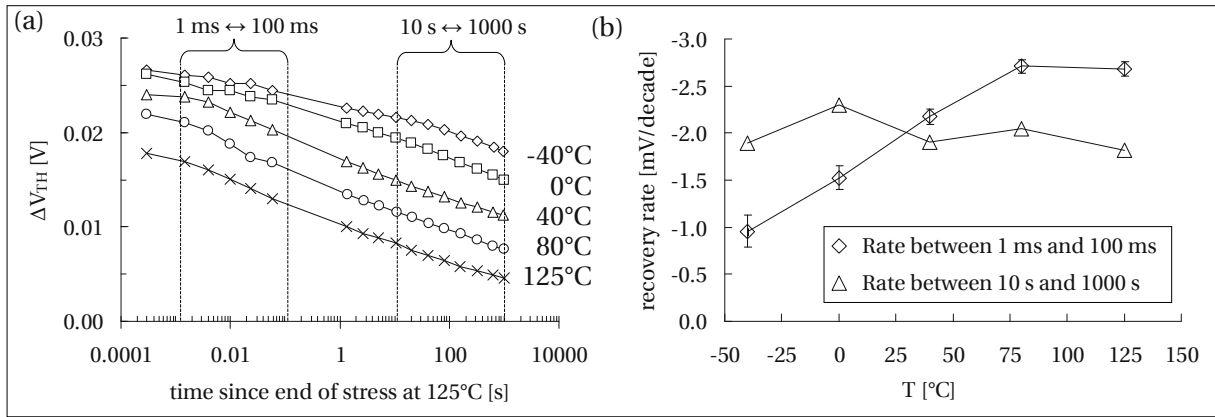 (a)
1 ms ↔ 100 ms
10 s ↔ 1000 s
0.03
0.02
0.01
0.00
ΔVTH [V]
-40°C
0°C
40°C
80°C
125°C
0.0001
0.01
1
100
10000
time since end of stress at 125°C [s]
(b)
-3.0
-2.5
-2.0
-1.5
-1.0
-0.5
0.0
recovery rate [mV/decade]
Rate between 1 ms and 100 ms
Rate between 10 s and 1000 s
-50
-25
0
25
50
75
100
125
150
T [°C]